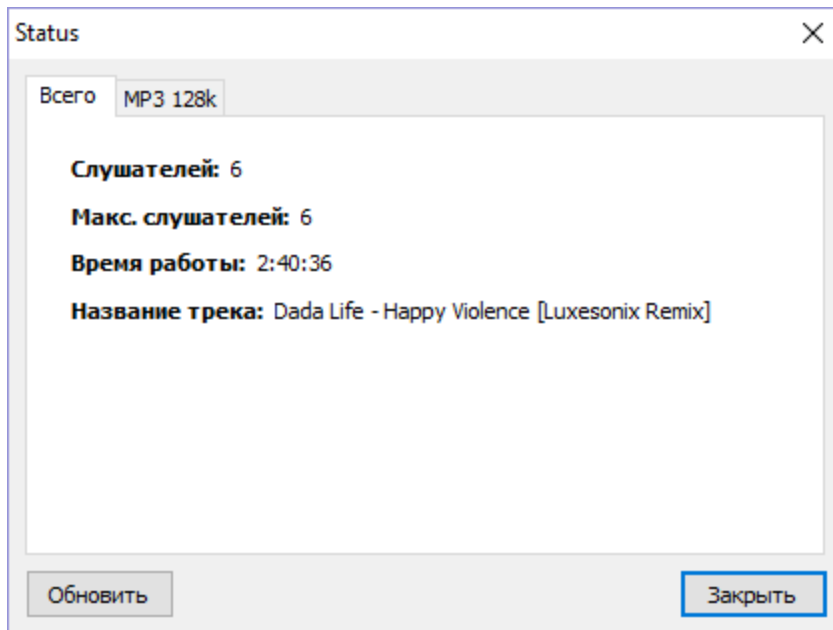 Status
Всего MP3 128k
Слушателей: 6
Макс. слушателей: 6
Время работы: 2:40:36
Название трека: Dada Life - Happy Violence [Luxesonix Remix]
Обновить Закрыть